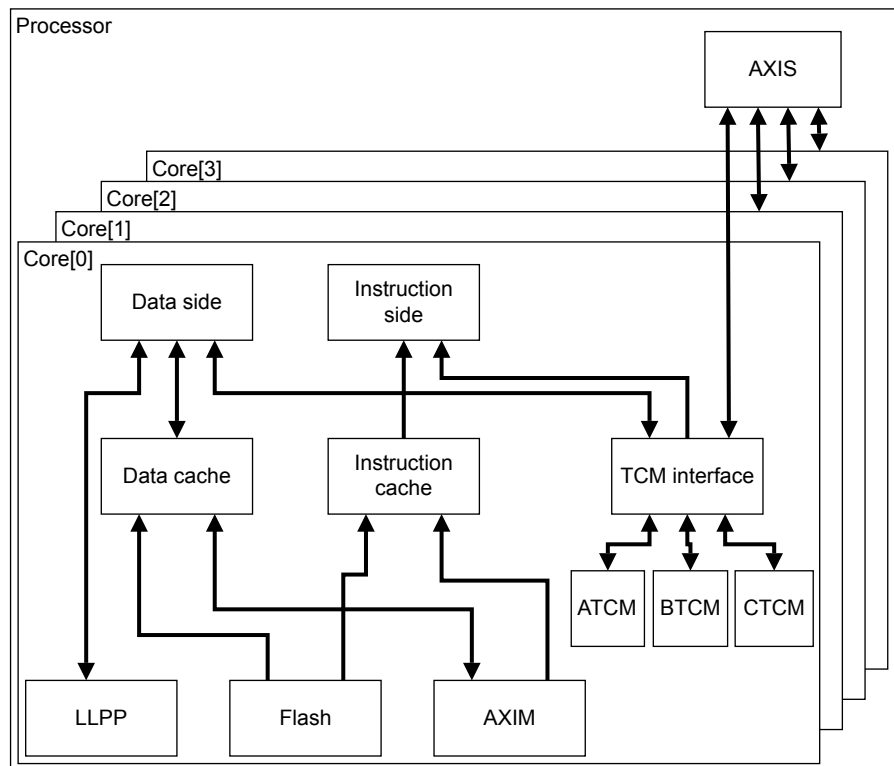 Processor
AXIS
Core[3]
Core[2]
Core[1]
Core[0]
Data side
Instruction
side
Data cache
Instruction
cache
TCM interface
ATCM
BTCM
CTCM
LLPP
Flash
AXIM